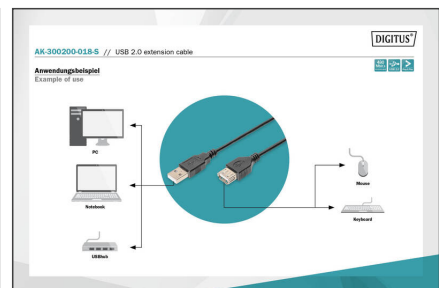 DIGITUS®
AK-300200-018-S // USB 2.0 extension cable
Anwendungsbeispiel
Example of use
PC
Notebook
USBhub
Mouse
Keyboard